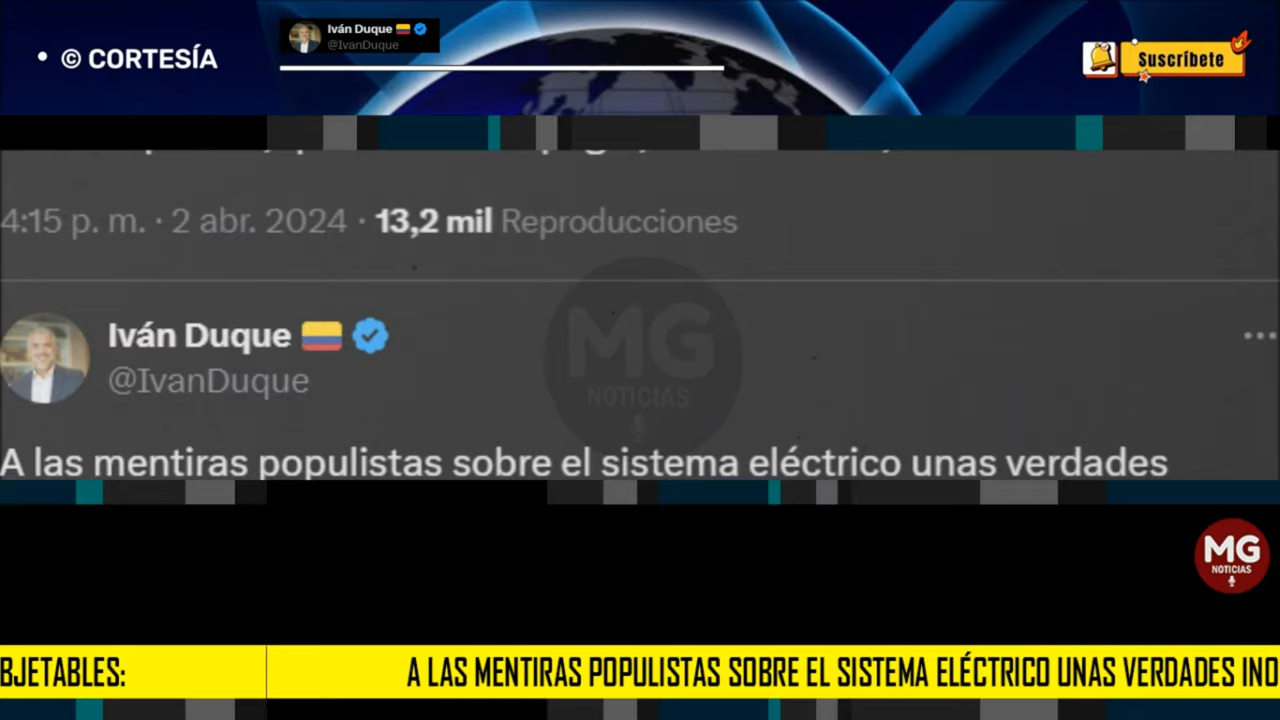 Iván Duque
@IvanDuque
• © CORTESÍA
Suscríbete
4:15 p. m. · 2 abr. 2024 · 13,2 mil Reproducciones
Iván Duque
@IvanDuque
MG
NOTICIAS
A las mentiras populistas sobre el sistema eléctrico unas verdades
MG
NOTICIAS
BJETABLES: A LAS MENTIRAS POPULISTAS SOBRE EL SISTEMA ELÉCTRICO UNAS VERDADES INO